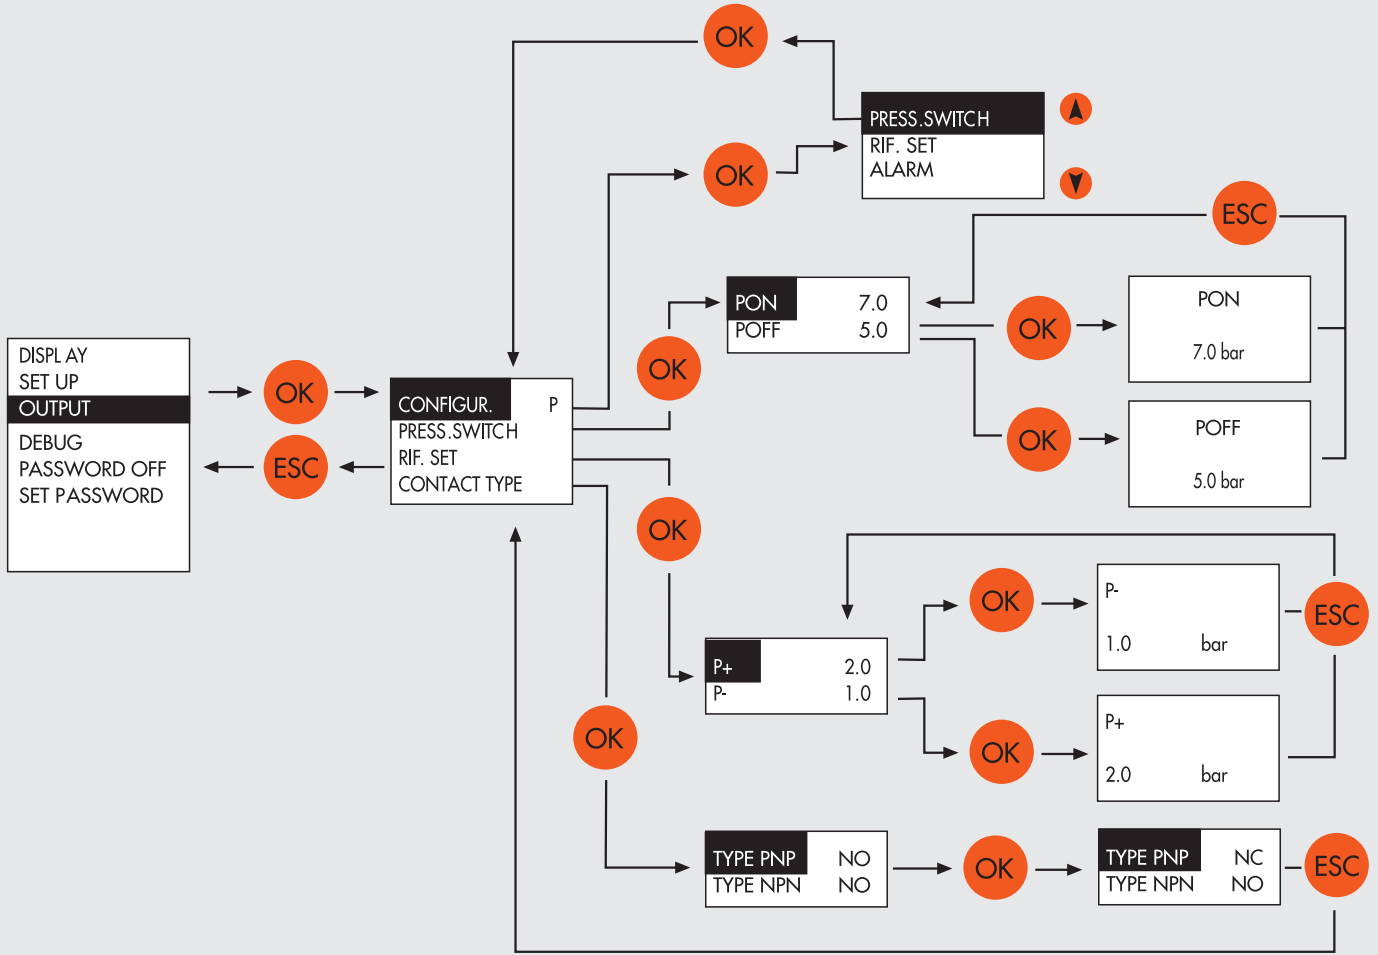 OK
PRESS.SWITCH
RIF. SET
ALARM
OK
ESC
PON 7.0
POFF 5.0
OK
PON
7.0 bar
OK
DISPLAY
SET UP
OUTPUT
DEBUG
PASSWORD OFF
SET PASSWORD
OK
ESC
CONFIGUR. P
PRESS.SWITCH
RIF. SET
CONTACT TYPE
OK
POFF
5.0 bar
OK
P+ 2.0
P- 1.0
OK
P-
1.0 bar
ESC
OK
P+
2.0 bar
OK
TYPE PNP NO
TYPE NPN NO
OK
TYPE PNP NC
TYPE NPN NO
ESC